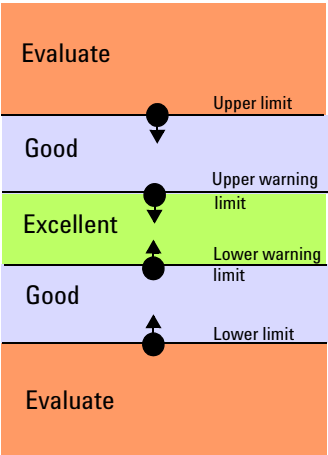 Evaluate
Upper limit
Good
Upper warning
limit
Excellent
Lower warning
limit
Good
Lower limit
Evaluate